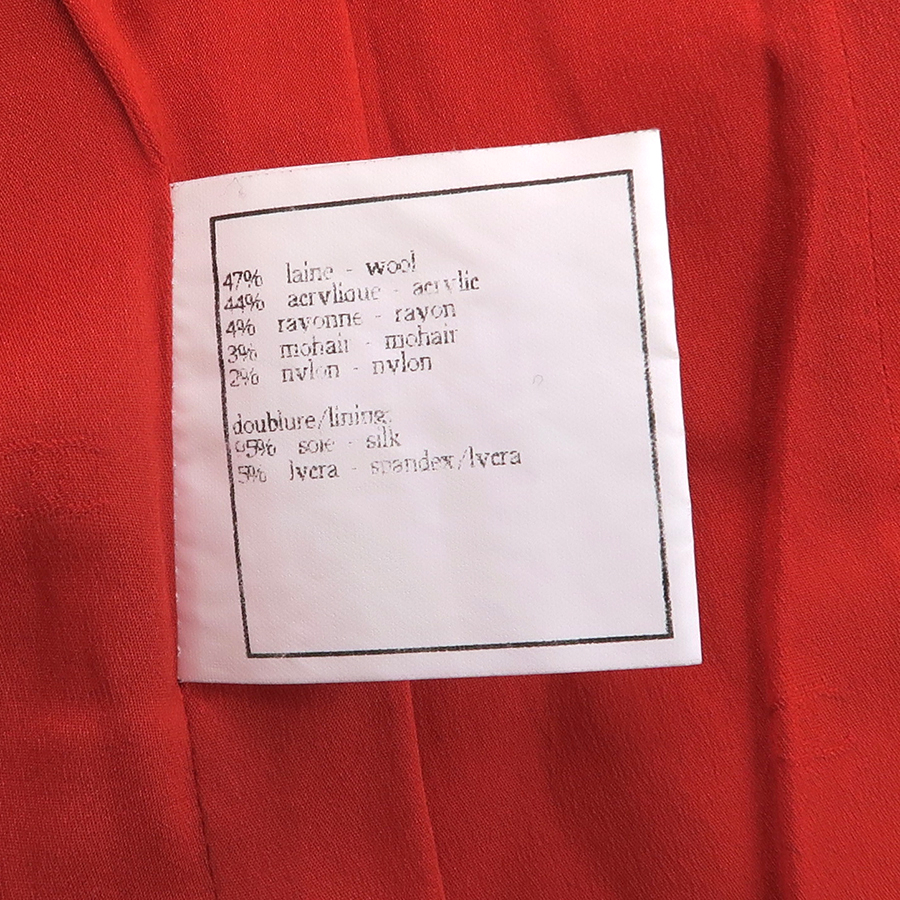 47% laine - wool
44% acrylique - acrylic
4% rayonne - rayon
3% mohair - mohair
2% nylon - nylon
doublure/lining:
95% soie - silk
5% lycra - spandex/lycra